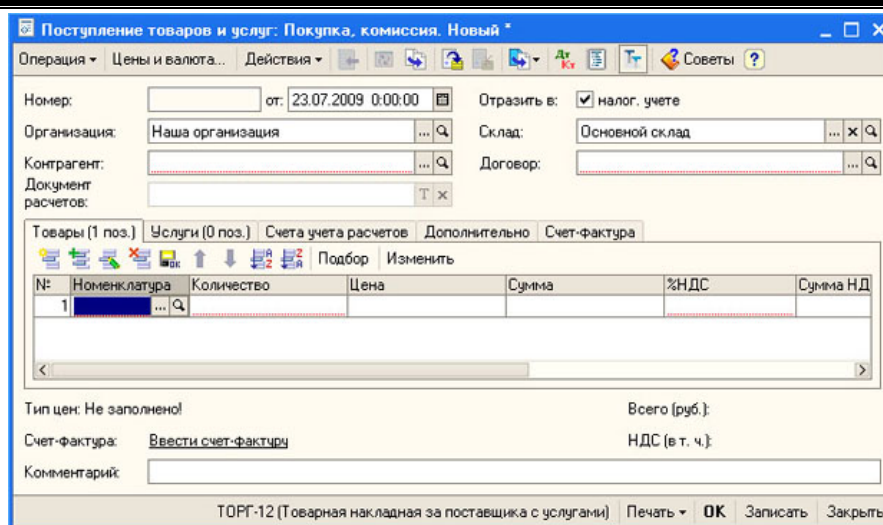 Поступление товаров и услуг: Покупка, комиссия. Новый *
Операция Цены и валюта... Действия Дт Кт Тт Советы ?
Номер: от: 23.07.2009 0:00:00 Отразить в: налог. учете
Организация: Наша организация ... Склад: Основной склад ... x
Контрагент: ... Договор: ...
Документ расчетов: T x
Товары (1 поз.) Услуги (0 поз.) Счета учета расчетов Дополнительно Счет-фактура
Подбор Изменить
№ Номенклатура Количество Цена Сумма %НДС Сумма НД
1 ...
Тип цен: Не заполнено! Всего (руб.):
Счет-фактура: Ввести счет-фактуру НДС (в т. ч.):
Комментарий:
ТОРГ-12 (Товарная накладная за поставщика с услугами) Печать OK Записать Закрыть